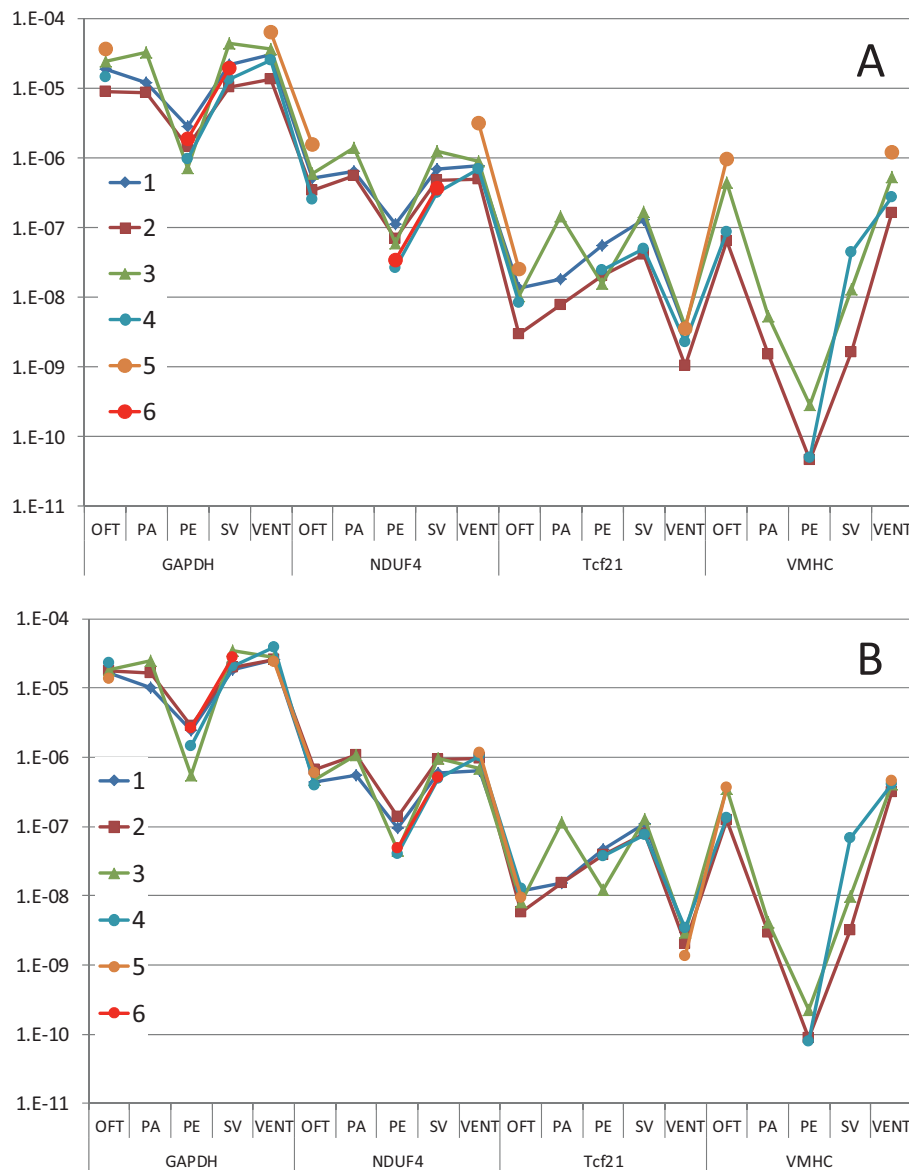 A
1.E-04
1.E-05
1.E-06
1.E-07
1.E-08
1.E-09
1.E-10
1.E-11
1
2
3
4
5
6
OFT PA PE SV VENT OFT PA PE SV VENT OFT PA PE SV VENT OFT PA PE SV VENT
GAPDH NDUF4 Tcf21 VMHC
B
1.E-04
1.E-05
1.E-06
1.E-07
1.E-08
1.E-09
1.E-10
1.E-11
1
2
3
4
5
6
OFT PA PE SV VENT OFT PA PE SV VENT OFT PA PE SV VENT OFT PA PE SV VENT
GAPDH NDUF4 Tcf21 VMHC